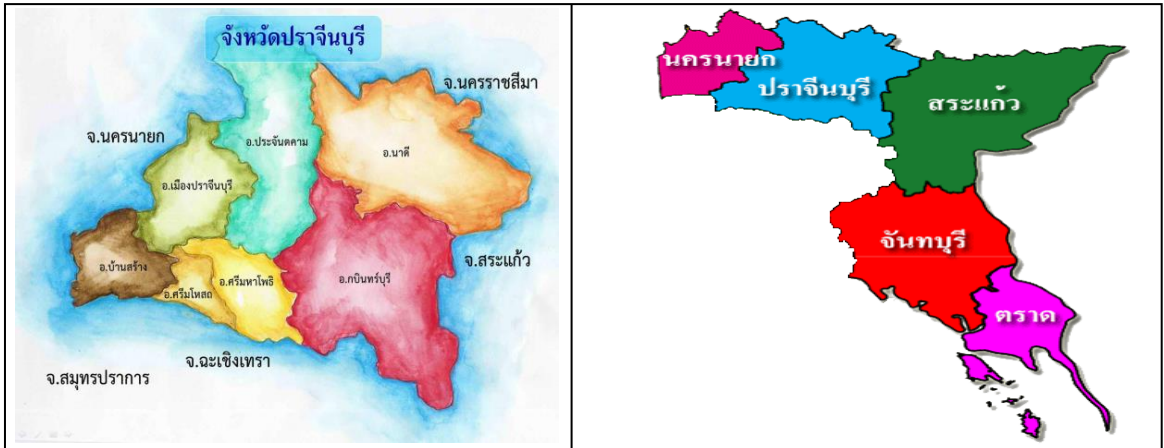 จังหวัดปราจีนบุรี
จ.นครราชสีมา
จ.นครนายก
อ.ประจันตคาม
อ.นาดี
อ.เมืองปราจีนบุรี
จ.สระแก้ว
อ.บ้านสร้าง
อ.ศรีมโหสถ
อ.ศรีมหาโพธิ
อ.กบินทร์บุรี
จ.ฉะเชิงเทรา
จ.สมุทรปราการ
นครนายก
ปราจีนบุรี
สระแก้ว
จันทบุรี
ตราด